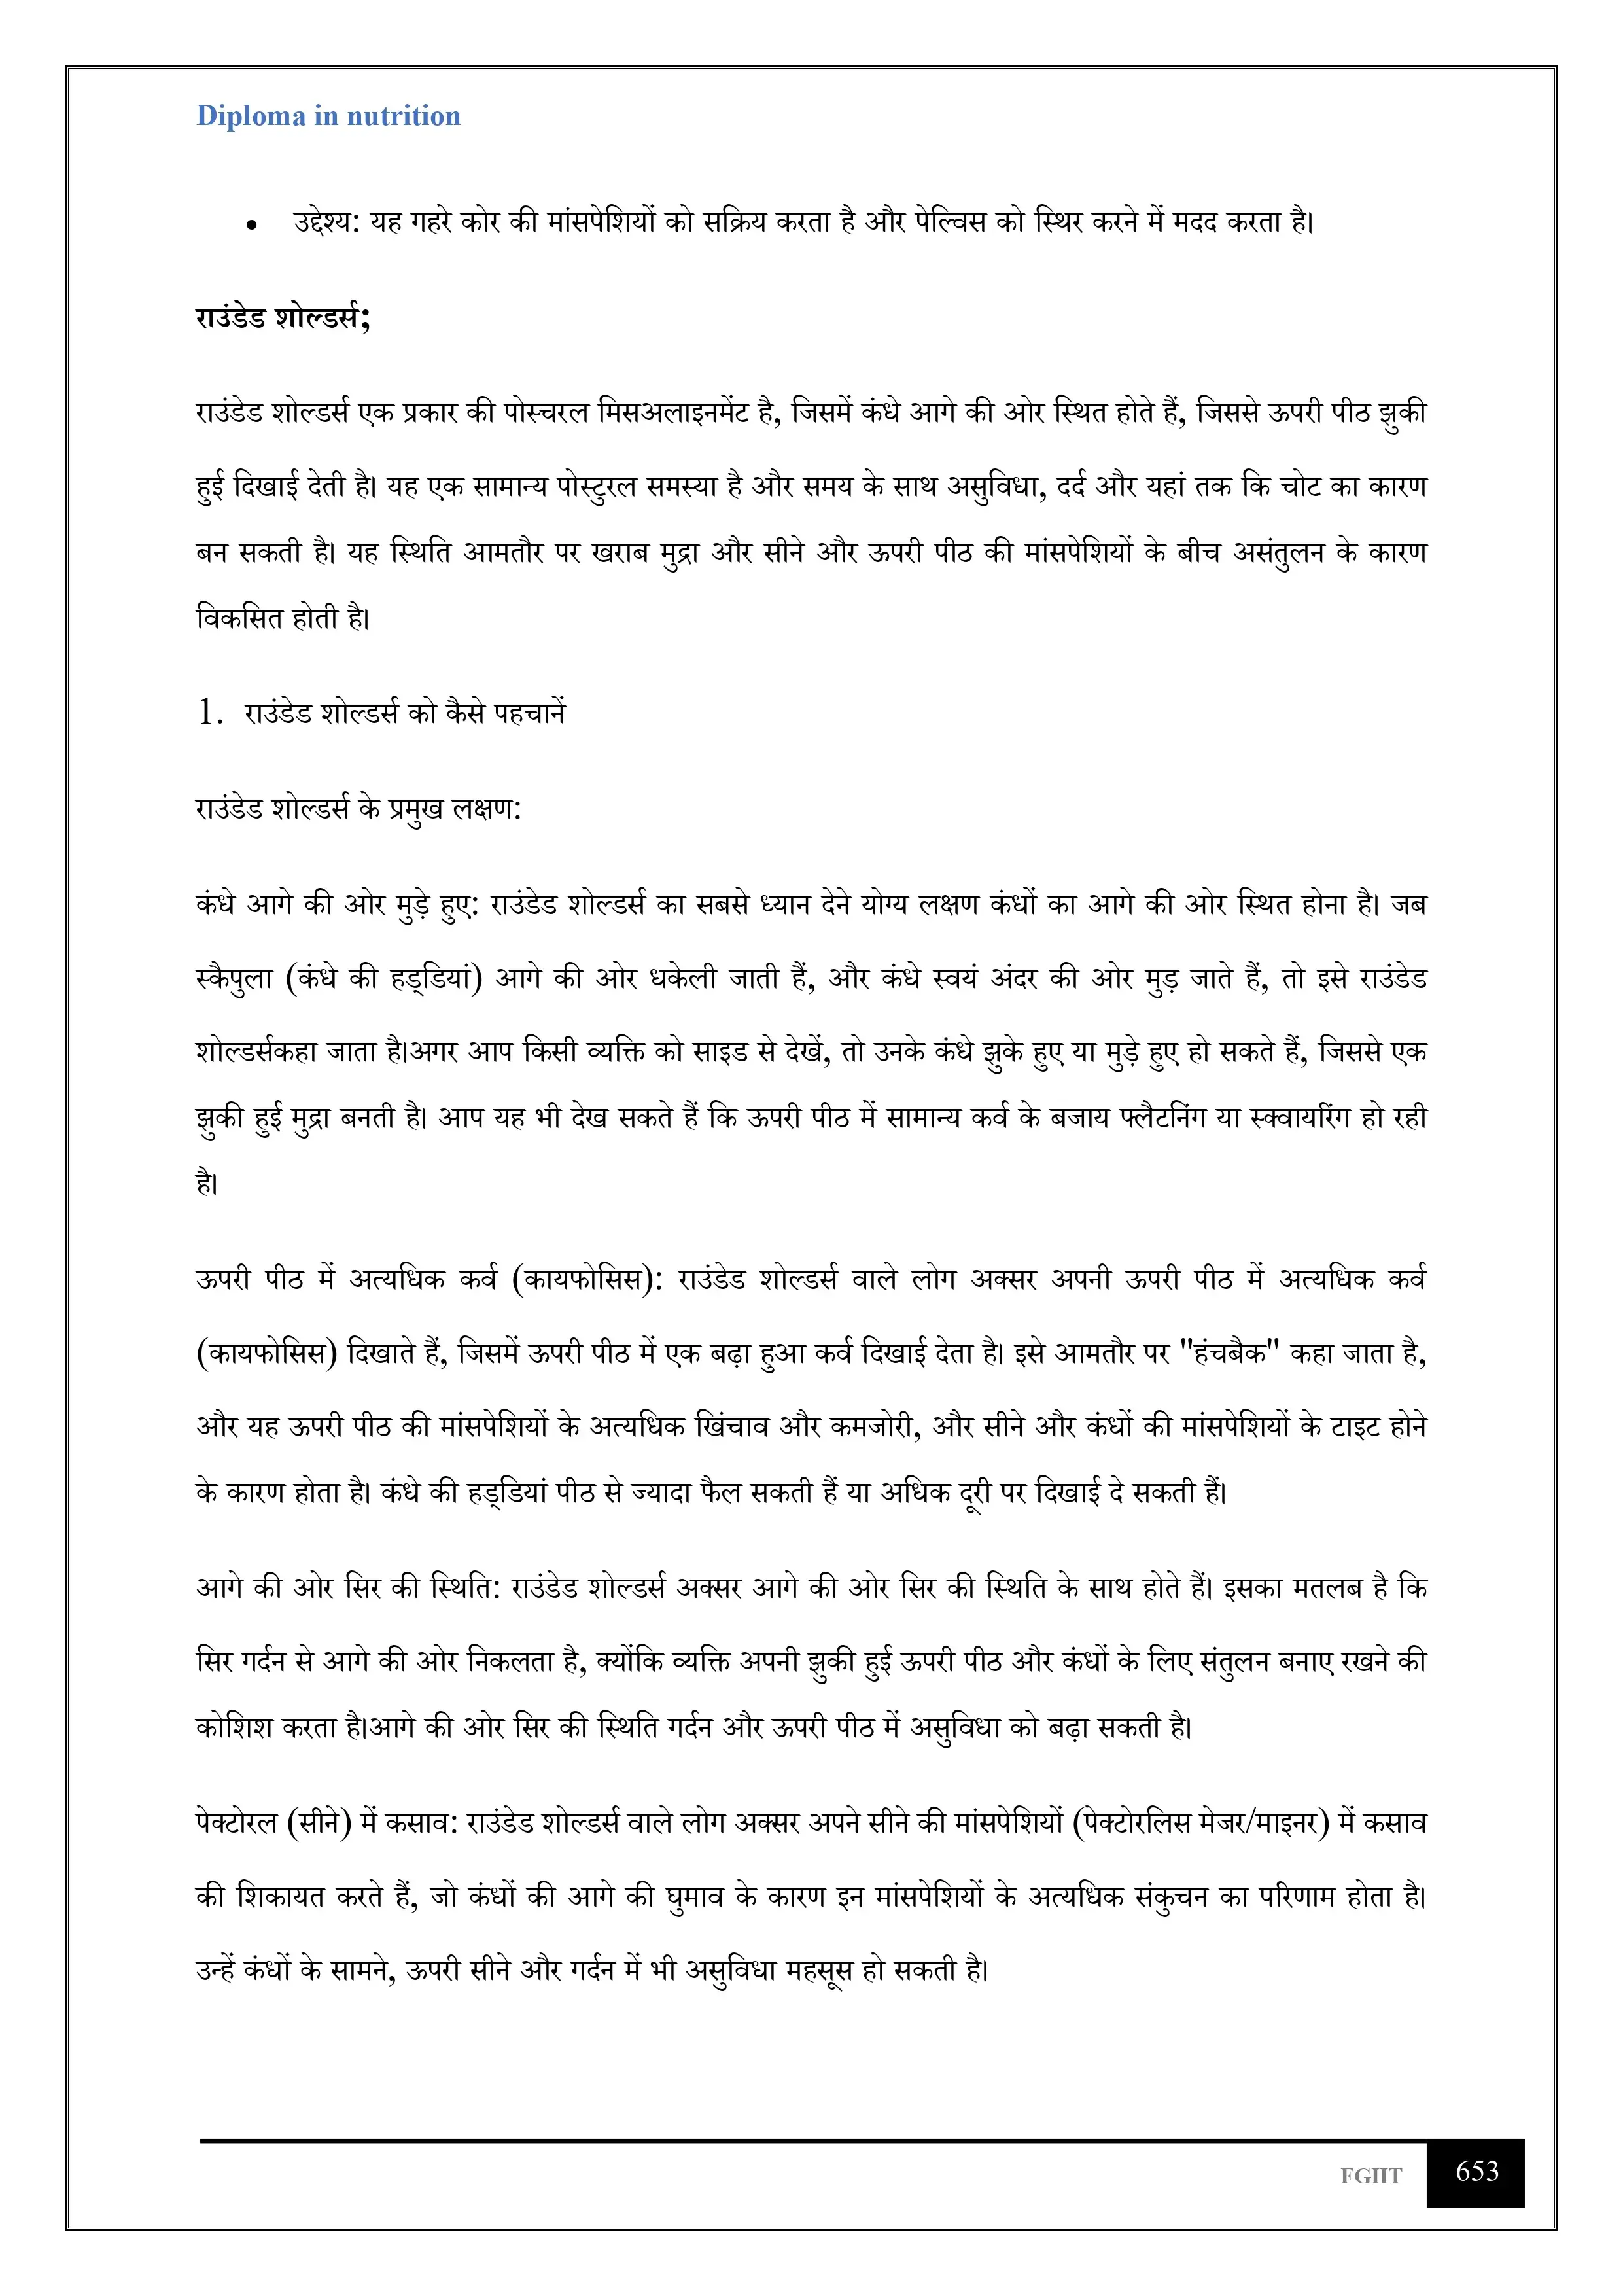 Diploma in nutrition
• उद्देश्य: यह गहरे कोर की मांसपेशियों को सक्रिय करता है और पेल्विस को स्थिर करने में मदद करता है।
राउंडेड शोल्डर्स;
राउंडेड शोल्डर्स एक प्रकार की पोस्चरल मिसअलाइनमेंट है, जिसमें कंधे आगे की ओर स्थित होते हैं, जिससे ऊपरी पीठ झुकी
हुई दिखाई देती है। यह एक सामान्य पोस्टुरल समस्या है और समय के साथ असुविधा, दर्द और यहां तक कि चोट का कारण
बन सकती है। यह स्थिति आमतौर पर खराब मुद्रा और सीने और ऊपरी पीठ की मांसपेशियों के बीच असंतुलन के कारण
विकसित होती है।
1. राउंडेड शोल्डर्स को कैसे पहचानें
राउंडेड शोल्डर्स के प्रमुख लक्षण:
कंधे आगे की ओर मुड़े हुए: राउंडेड शोल्डर्स का सबसे ध्यान देने योग्य लक्षण कंधों का आगे की ओर स्थित होना है। जब
स्कैपुला (कंधे की हड्डियां) आगे की ओर धकेली जाती हैं, और कंधे स्वयं अंदर की ओर मुड़ जाते हैं, तो इसे राउंडेड
शोल्डर्सकहा जाता है।अगर आप किसी व्यक्ति को साइड से देखें, तो उनके कंधे झुके हुए या मुड़े हुए हो सकते हैं, जिससे एक
झुकी हुई मुद्रा बनती है। आप यह भी देख सकते हैं कि ऊपरी पीठ में सामान्य कर्व के बजाय फ्लैटनिंग या स्क्वायरिंग हो रही
है।
ऊपरी पीठ में अत्यधिक कर्व (कायफोसिस): राउंडेड शोल्डर्स वाले लोग अक्सर अपनी ऊपरी पीठ में अत्यधिक कर्व
(कायफोसिस) दिखाते हैं, जिसमें ऊपरी पीठ में एक बढ़ा हुआ कर्व दिखाई देता है। इसे आमतौर पर "हंचबैक" कहा जाता है,
और यह ऊपरी पीठ की मांसपेशियों के अत्यधिक खिंचाव और कमजोरी, और सीने और कंधों की मांसपेशियों के टाइट होने
के कारण होता है। कंधे की हड्डियां पीठ से ज्यादा फैल सकती हैं या अधिक दूरी पर दिखाई दे सकती हैं।
आगे की ओर सिर की स्थिति: राउंडेड शोल्डर्स अक्सर आगे की ओर सिर की स्थिति के साथ होते हैं। इसका मतलब है कि
सिर गर्दन से आगे की ओर निकलता है, क्योंकि व्यक्ति अपनी झुकी हुई ऊपरी पीठ और कंधों के लिए संतुलन बनाए रखने की
कोशिश करता है।आगे की ओर सिर की स्थिति गर्दन और ऊपरी पीठ में असुविधा को बढ़ा सकती है।
पेक्टोरल (सीने) में कसाव: राउंडेड शोल्डर्स वाले लोग अक्सर अपने सीने की मांसपेशियों (पेक्टोरलिस मेजर/माइनर) में कसाव
की शिकायत करते हैं, जो कंधों की आगे की घुमाव के कारण इन मांसपेशियों के अत्यधिक संकुचन का परिणाम होता है।
उन्हें कंधों के सामने, ऊपरी सीने और गर्दन में भी असुविधा महसूस हो सकती है।
FGIIT 653